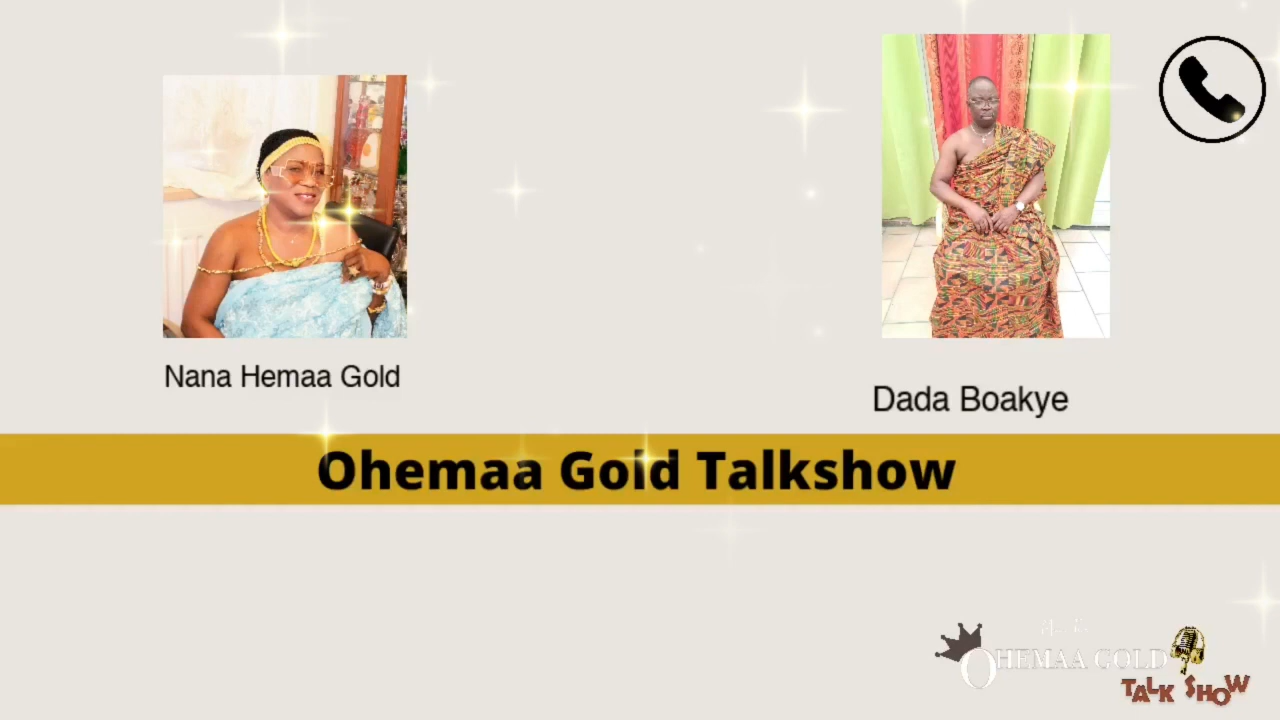 Nana Hemaa Gold
Dada Boakye
Ohemaa Gold Talkshow
OHEMAA GOLD
TALK SHOW